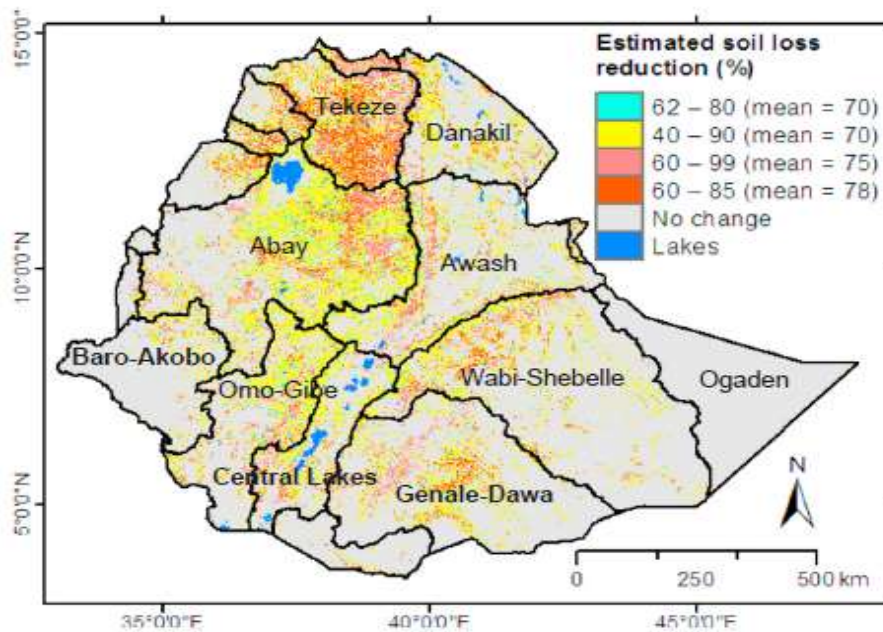 15°0'0"
Estimated soil loss
reduction (%)
62 – 80 (mean = 70)
40 – 90 (mean = 70)
60 – 99 (mean = 75)
60 – 85 (mean = 78)
No change
Lakes
Tekeze
Danakil
Abay
Awash
10°0'0"N
Baro-Akobo
Omo-Gibe
Wabi-Shebelle
Ogaden
Central Lakes
Genale-Dawa
5°0'0"N
N
0 250 500 km
35°0'0"E 40°0'0"E 45°0'0"E